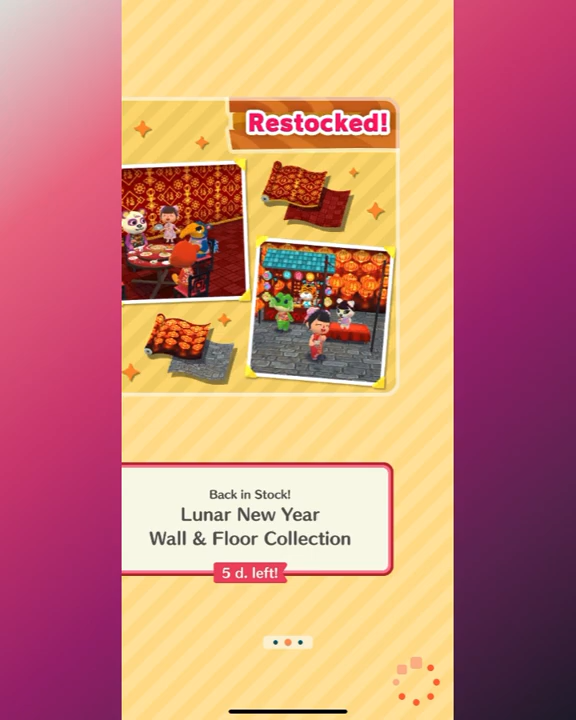 Restocked!
Back in Stock!
Lunar New Year
Wall & Floor Collection
5 d. left!